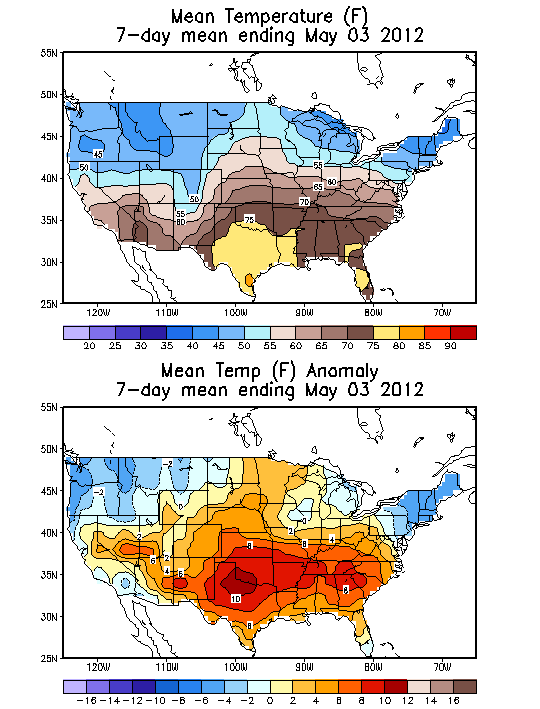 Mean Temperature (F)
7-day mean ending May 03 2012
55N
50N
45N
40N
35N
30N
25N
45
50
50
55
60
55
60
65
70
75
120W 110W 100W 90W 80W 70W
20 25 30 35 40 45 50 55 60 65 70 75 80 85 90
Mean Temp (F) Anomaly
7-day mean ending May 03 2012
55N
50N
45N
40N
35N
30N
25N
-2
-2
0
0
2
4
8
8
6
2
4
6
10
8
8
120W 110W 100W 90W 80W 70W
-16 -14 -12 -10 -8 -6 -4 -2 0 2 4 6 8 10 12 14 16